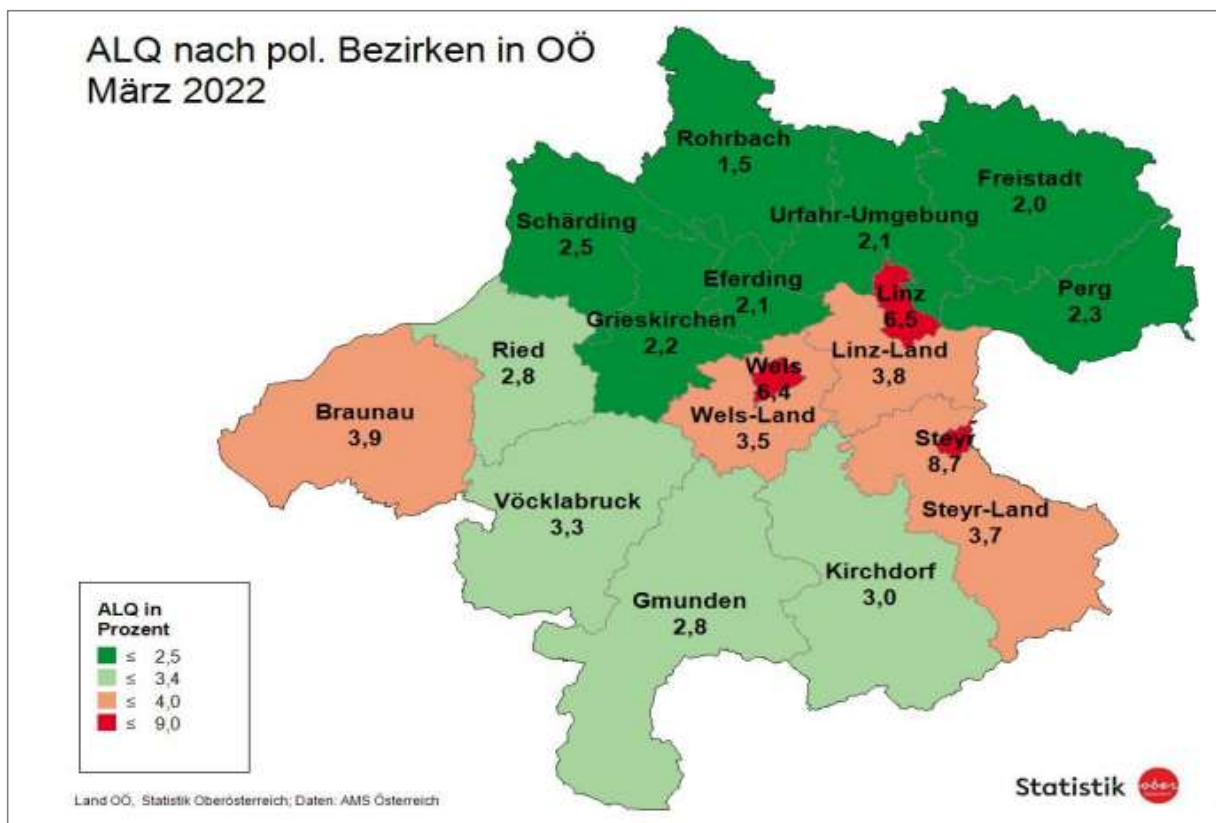 ALQ nach pol. Bezirken in OÖ
März 2022
Rohrbach
1,5
Freistadt
2,0
Schärding
2,5
Urfahr-Umgebung
2,1
Eferding
2,1
Linz
6,5
Perg
2,3
Grieskirchen
2,2
Ried
2,8
Linz-Land
3,8
Wels
6,4
Braunau
3,9
Wels-Land
3,5
Steyr
8,7
Vöcklabruck
3,3
Steyr-Land
3,7
Kirchdorf
3,0
Gmunden
2,8
ALQ in
Prozent
≤ 2,5
≤ 3,4
≤ 4,0
≤ 9,0
Land OÖ, Statistik Oberösterreich; Daten: AMS Österreich
Statistik